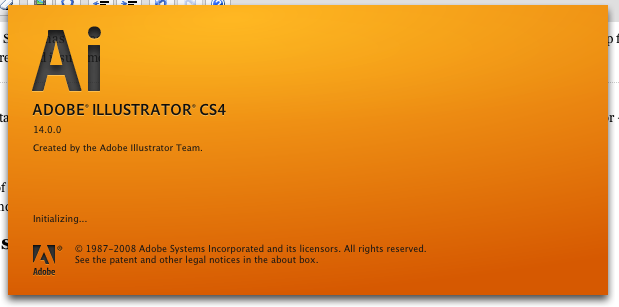 Ai
ADOBE® ILLUSTRATOR® CS4
14.0.0
Created by the Adobe Illustrator Team.
Initializing...
© 1987-2008 Adobe Systems Incorporated and its licensors. All rights reserved.
See the patent and other legal notices in the about box.
Adobe